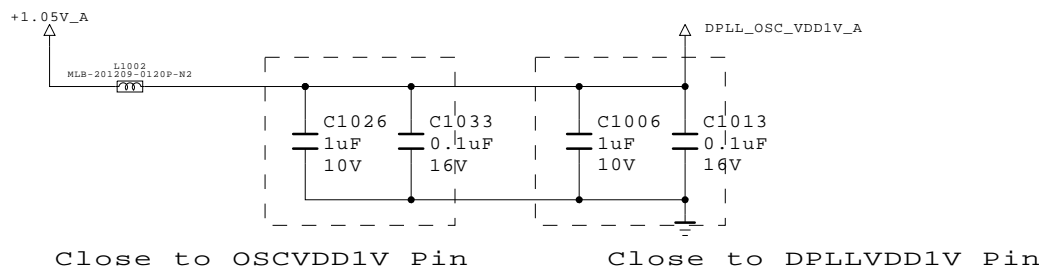 +1.05V_A
DPLL_OSC_VDD1V_A
L1002
MLB-201209-0120P-N2
C1026
1uF
10V
C1033
0.1uF
16V
C1006
1uF
10V
C1013
0.1uF
16V
Close to OSCVDD1V Pin
Close to DPLLVDD1V Pin